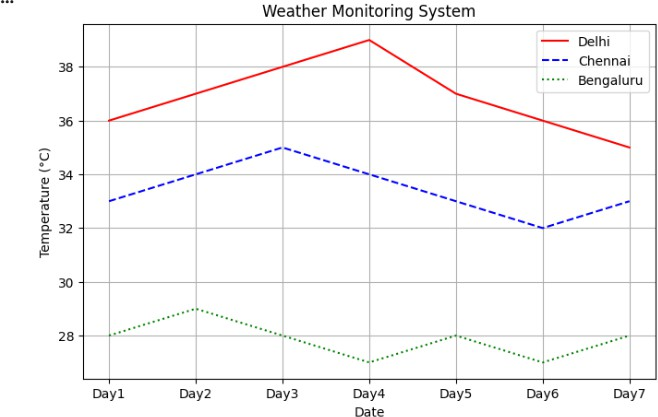 ...
Weather Monitoring System
Delhi
Chennai
Bengaluru
38
36
34
32
30
28
Temperature (°C)
Day1 Day2 Day3 Day4 Day5 Day6 Day7
Date